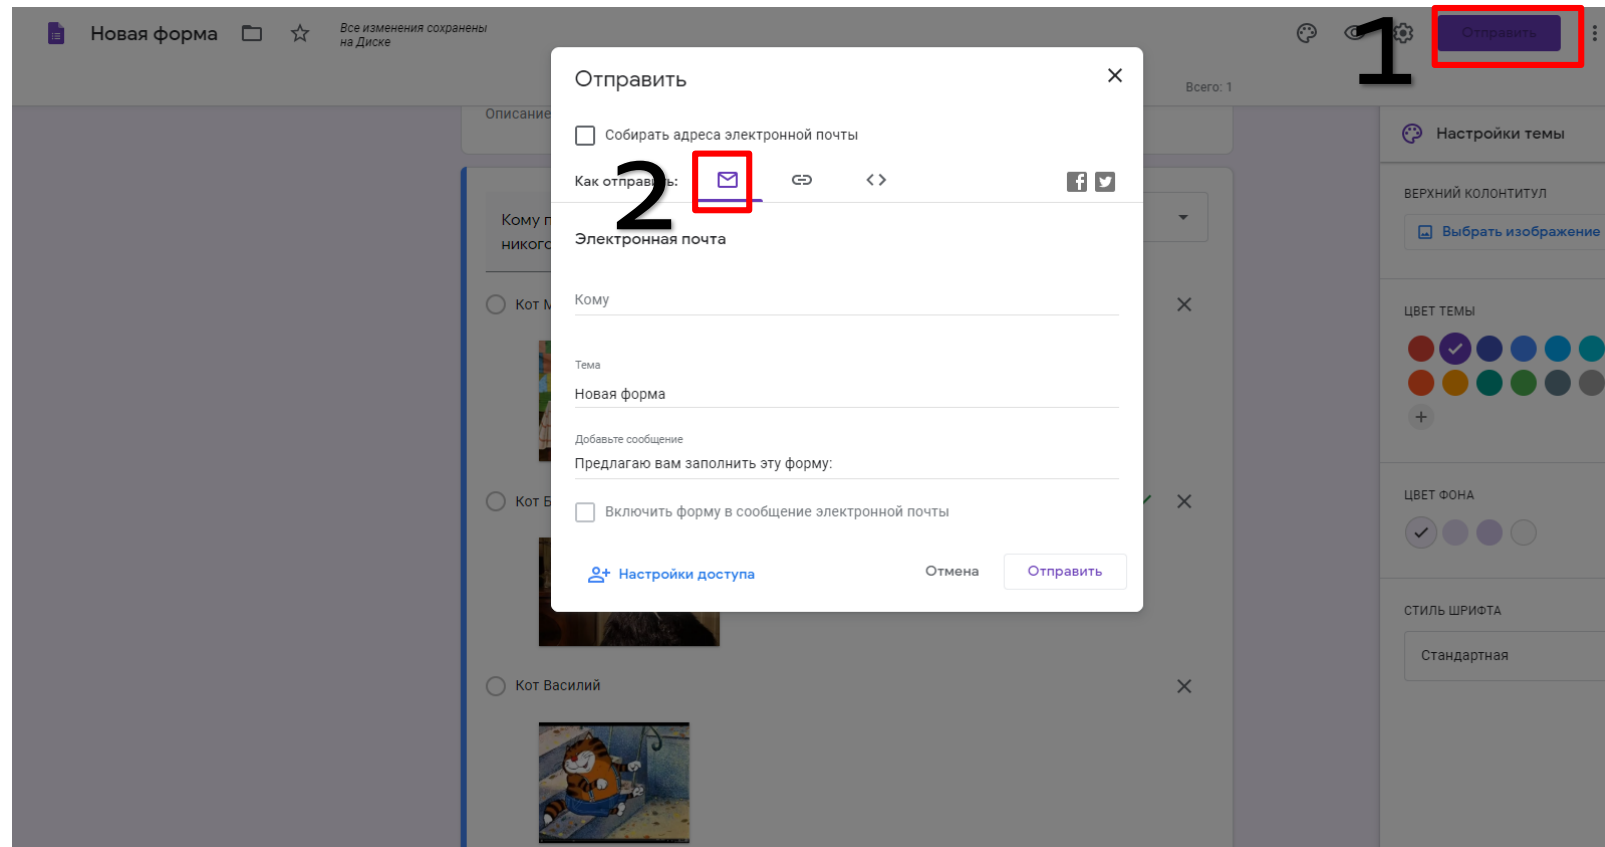 Новая форма
Все изменения сохранены
на Диске
1
Отправить
Всего: 1
Отправить
Описание
Собирать адреса электронной почты
Настройки темы
2
Как отправить:
ВЕРХНИЙ КОЛОНТИТУЛ
Кому
Выбрать изображение
Электронная почта
Кому
Кот
ЦВЕТ ТЕМЫ
Тема
Новая форма
Добавьте сообщение
Предлагаю вам заполнить эту форму:
ЦВЕТ ФОНА
Кот
Включить форму в сообщение электронной почты
Настройки доступа
Отмена
Отправить
СТИЛЬ ШРИФТА
Стандартная
Кот Василий